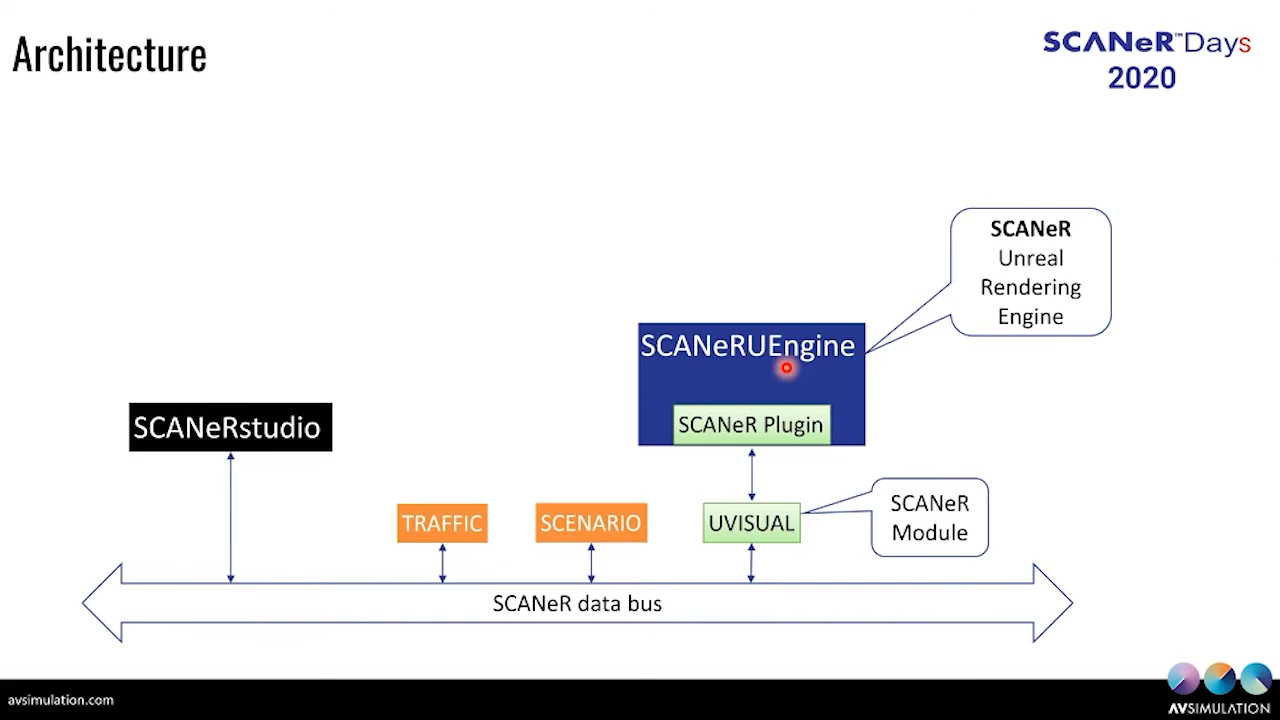 Architecture
SCANeR™Days
2020
SCANeR
Unreal
Rendering
Engine
SCANeRUEngine
SCANeR Plugin
SCANeRstudio
TRAFFIC
SCENARIO
UVISUAL
SCANeR
Module
SCANeR data bus
avsimulation.com
AVSIMULATION